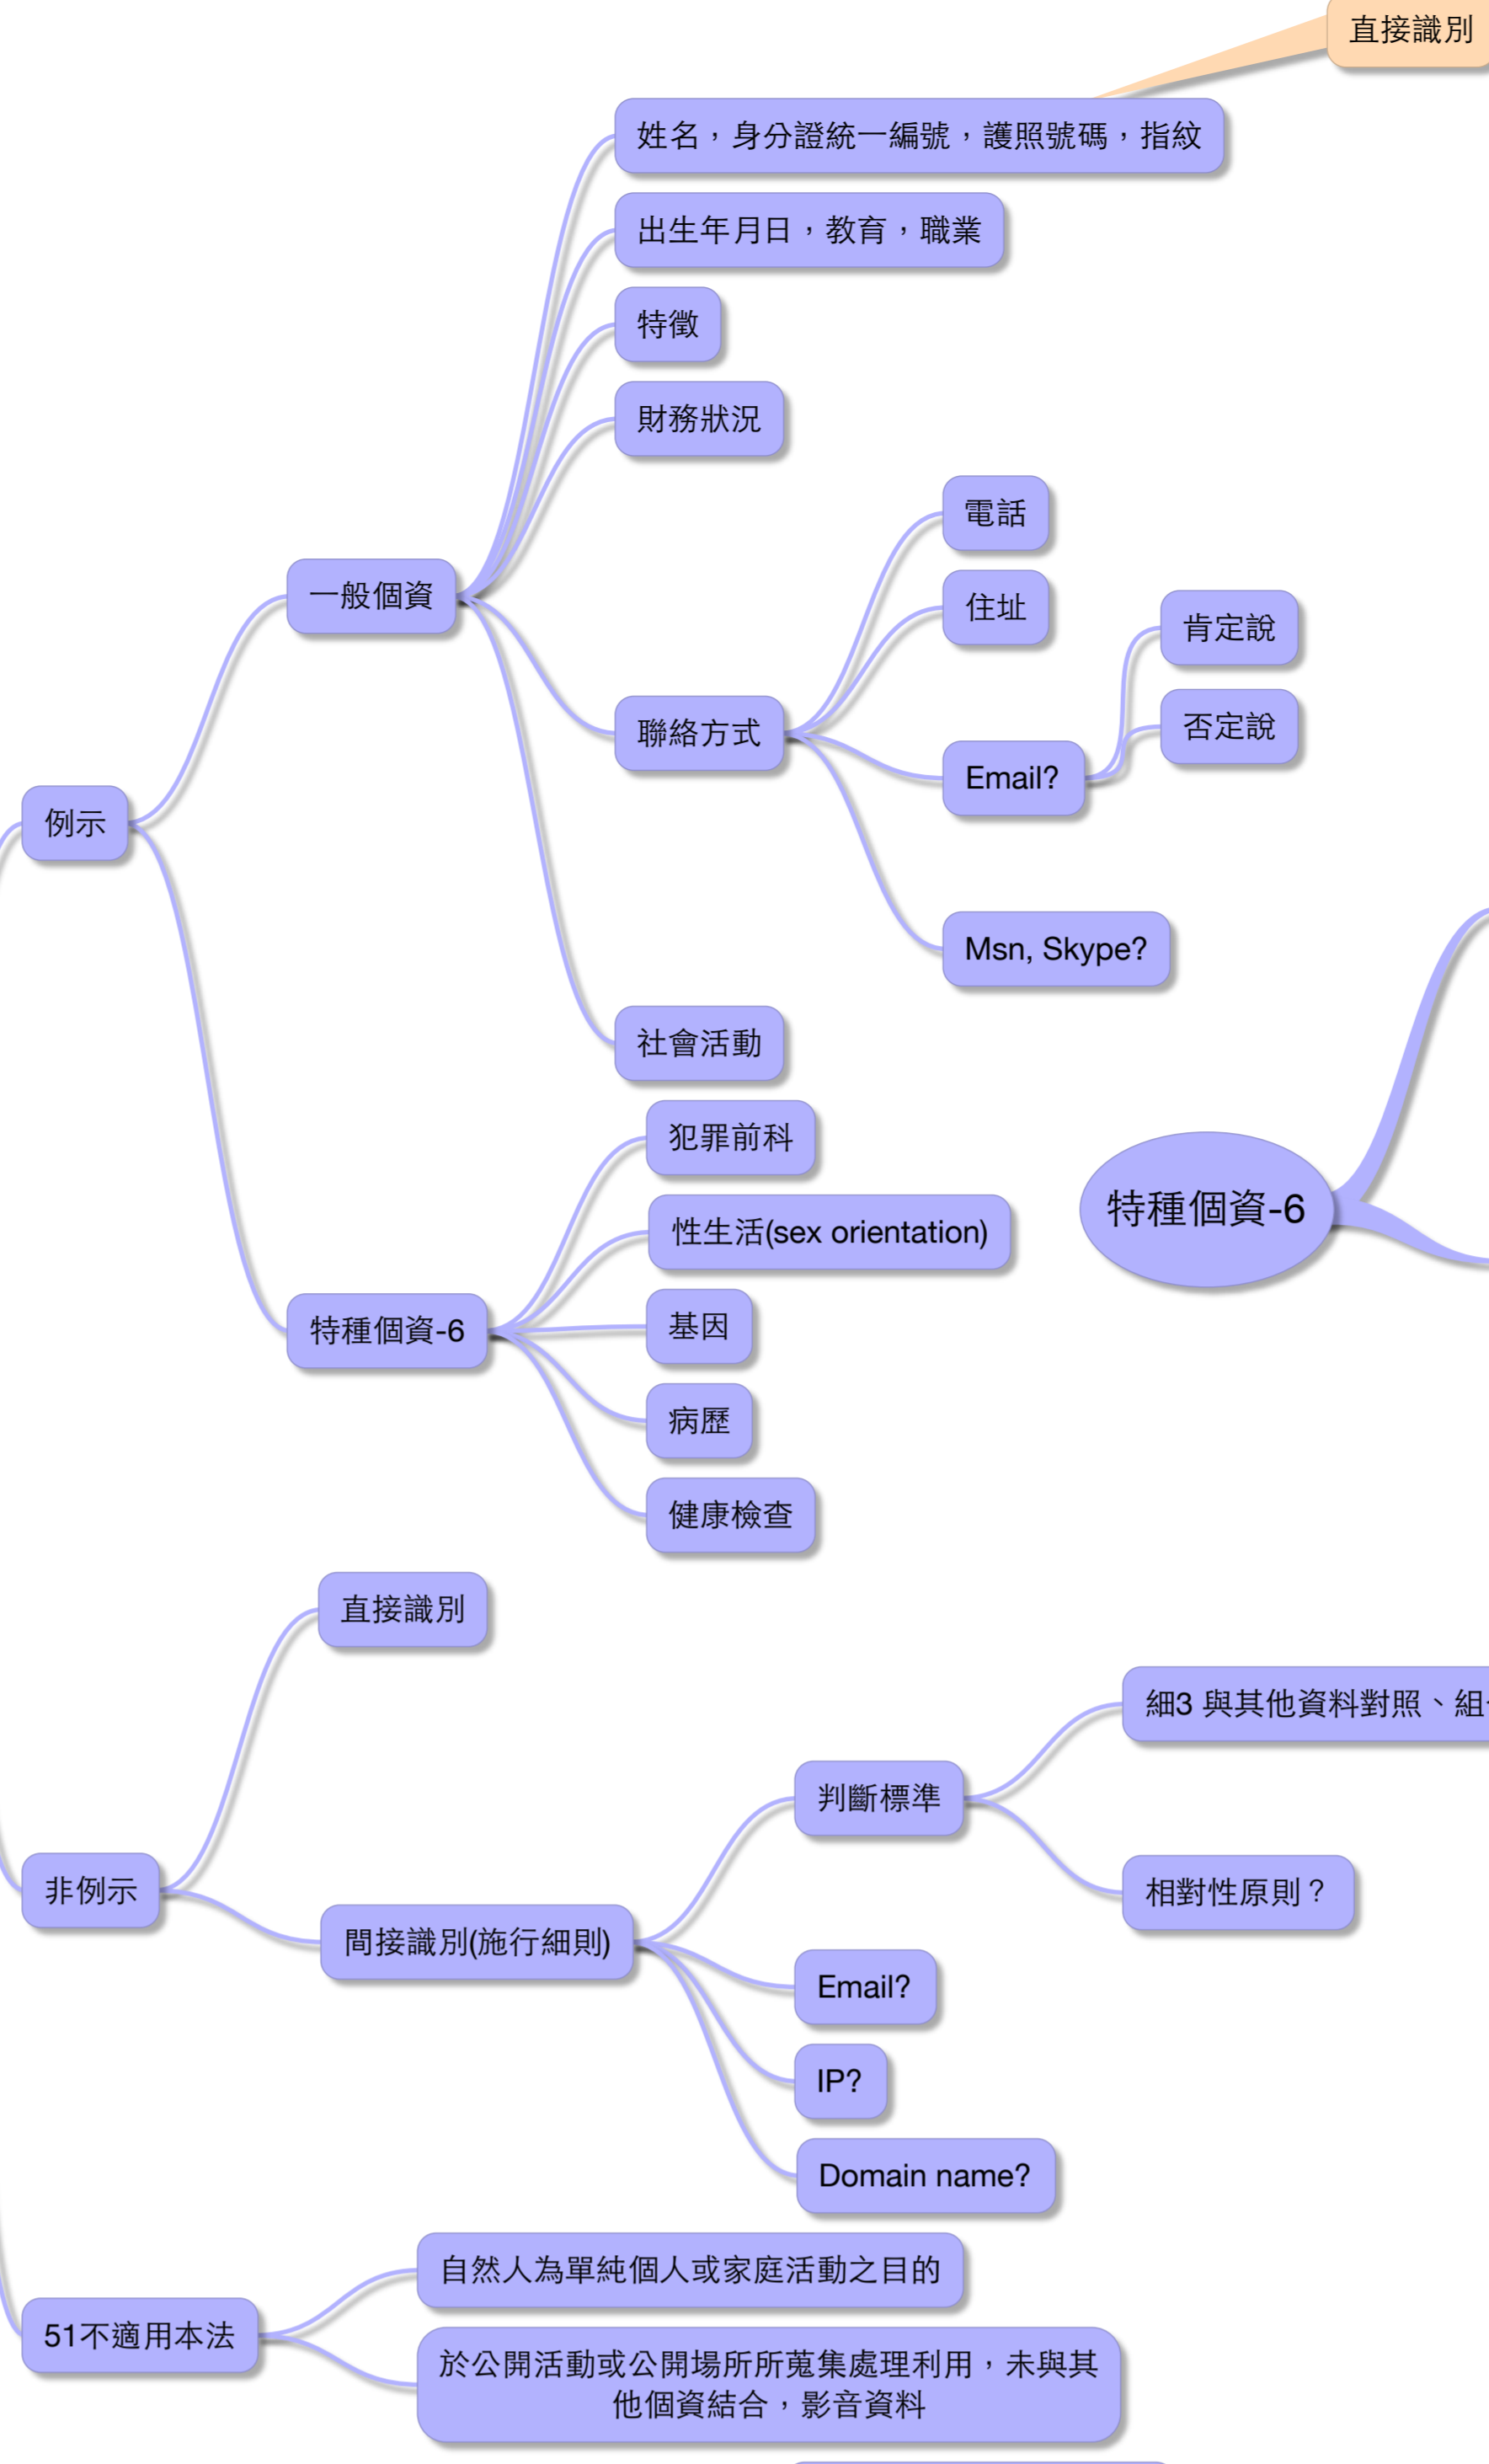 直接識別
姓名，身分證統一編號，護照號碼，指紋
出生年月日，教育，職業
特徵
財務狀況
電話
一般個資
住址
肯定說
否定說
聯絡方式
Email?
例示
Msn, Skype?
社會活動
犯罪前科
特種個資-6
性生活(sex orientation)
特種個資-6
基因
病歷
健康檢查
直接識別
細3 與其他資料對照、組
判斷標準
非例示
相對性原則？
間接識別(施行細則)
Email?
IP?
Domain name?
自然人為單純個人或家庭活動之目的
51不適用本法
於公開活動或公開場所所蒐集處理利用，未與其
他個資結合，影音資料